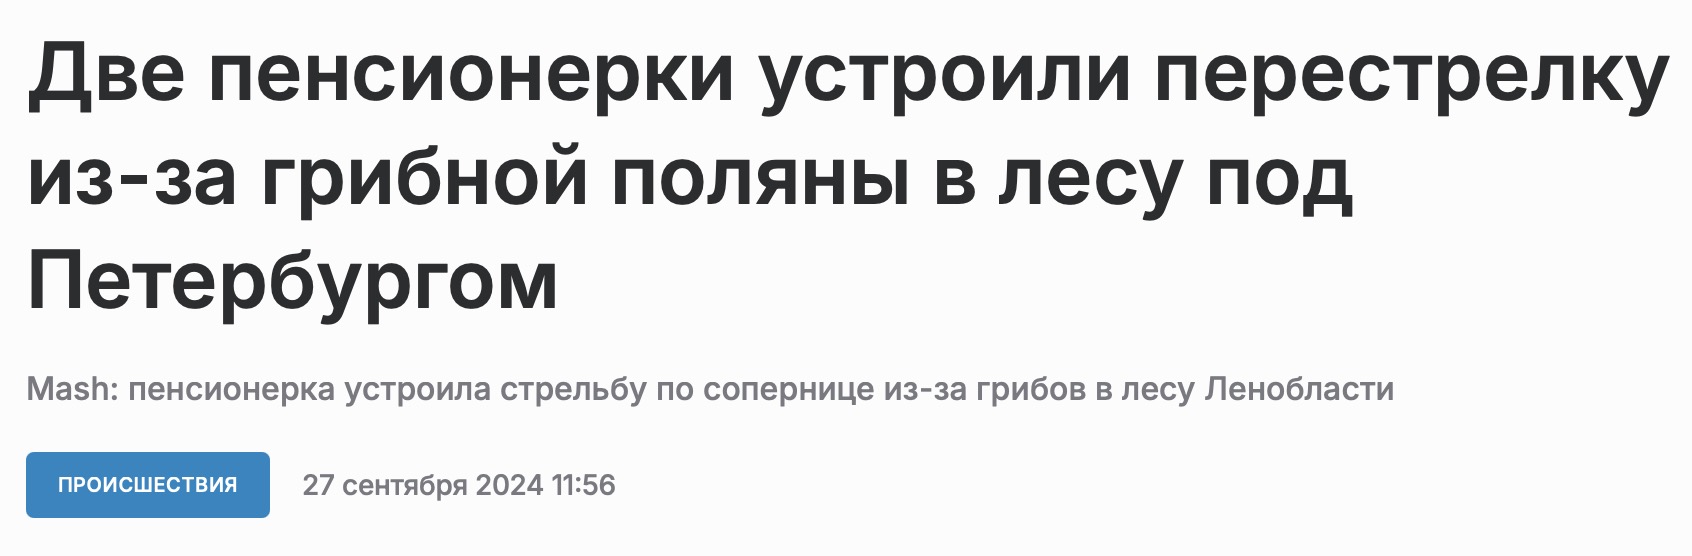 Две пенсионерки устроили перестрелку
из-за грибной поляны в лесу под
Петербургом
Mash: пенсионерка устроила стрельбу по сопернице из-за грибов в лесу Ленобласти
ПРОИСШЕСТВИЯ 27 сентября 2024 11:56